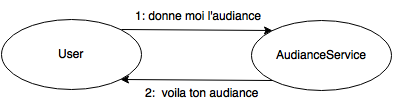 1: donne moi l'audiance
User
AudianceService
2: voila ton audiance